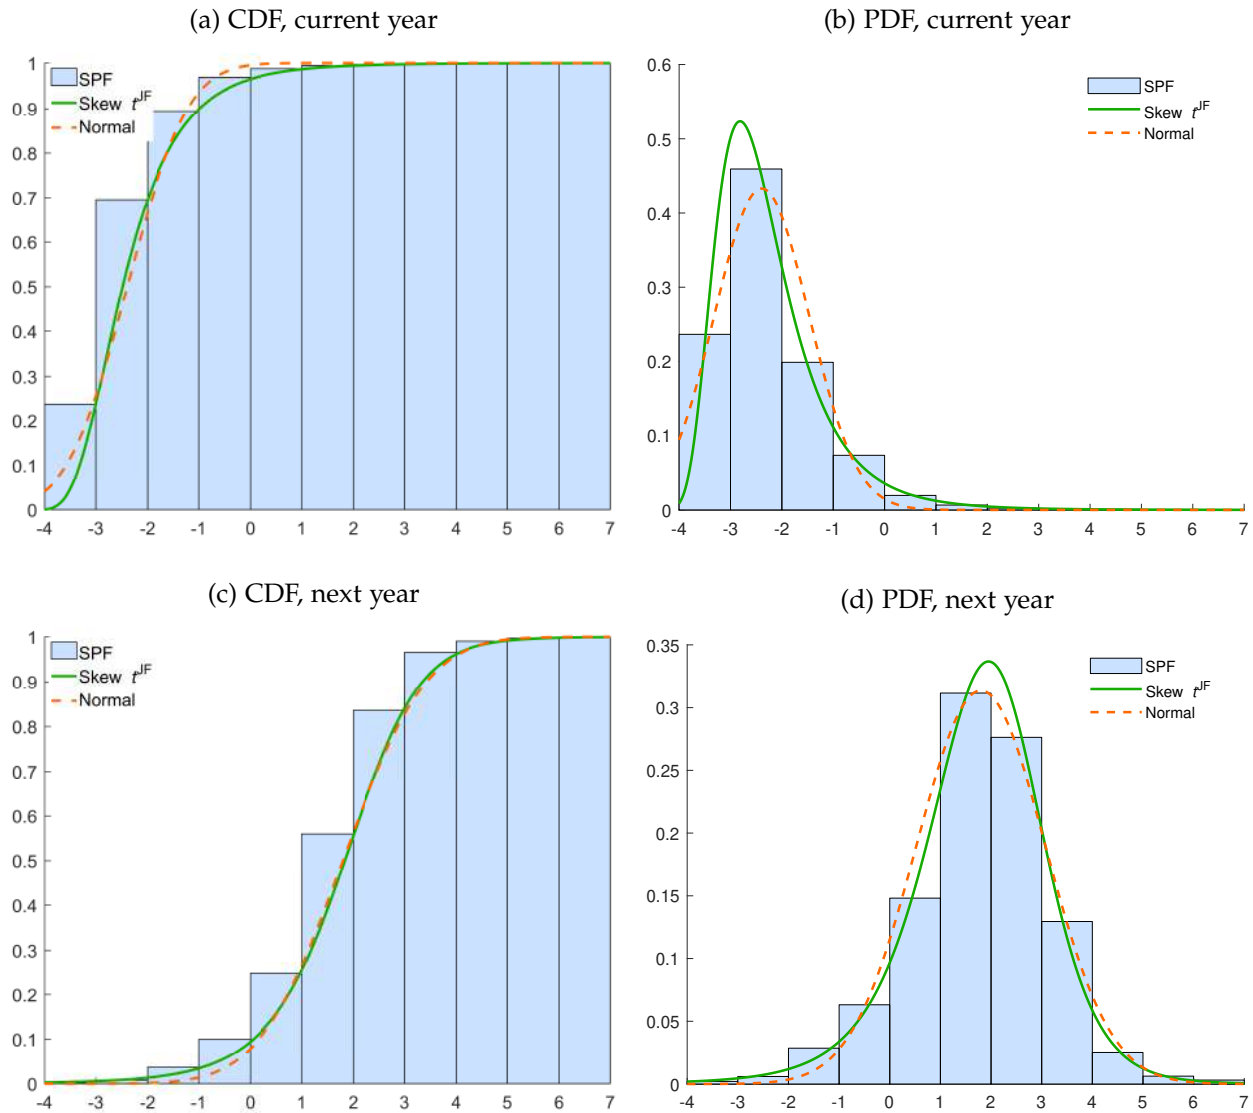 (a) CDF, current year
1
0.9
0.8
0.7
0.6
0.5
0.4
0.3
0.2
0.1
0
-4 -3 -2 -1 0 1 2 3 4 5 6 7
SPF
Skew t^JF
Normal
(b) PDF, current year
0.6
0.5
0.4
0.3
0.2
0.1
0
-4 -3 -2 -1 0 1 2 3 4 5 6 7
SPF
Skew t^JF
Normal
(c) CDF, next year
1
0.9
0.8
0.7
0.6
0.5
0.4
0.3
0.2
0.1
0
-4 -3 -2 -1 0 1 2 3 4 5 6 7
SPF
Skew t^JF
Normal
(d) PDF, next year
0.35
0.3
0.25
0.2
0.15
0.1
0.05
0
-4 -3 -2 -1 0 1 2 3 4 5 6 7
SPF
Skew t^JF
Normal